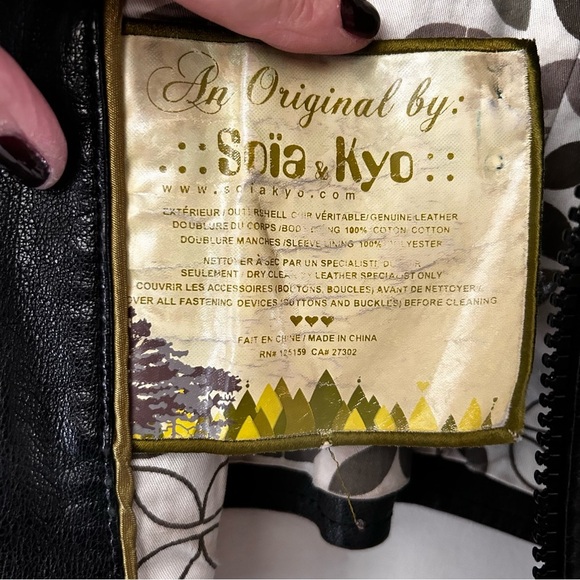 An Original by:
.:: Soïa & Kyo ::
www.soiakyo.com
EXTÉRIEUR/OUTERSHELL CUIR VÉRITABLE/GENUINE LEATHER
DOUBLURE DU CORPS/BODY LINING 100% COTON COTTON
DOUBLURE MANCHES/SLEEVE LINING 100% POLYESTER
NETTOYER À SEC PAR UN SPÉCIALISTE DU CUIR
SEULEMENT/DRY CLEAN BY LEATHER SPECIALIST ONLY
COUVRIR LES ACCESSOIRES (BOUTONS, BOUCLES) AVANT DE NETTOYER
OVER ALL FASTENING DEVICES (BUTTONS AND BUCKLES) BEFORE CLEANING
FAIT EN CHINE/MADE IN CHINA
RN# CA# 27302